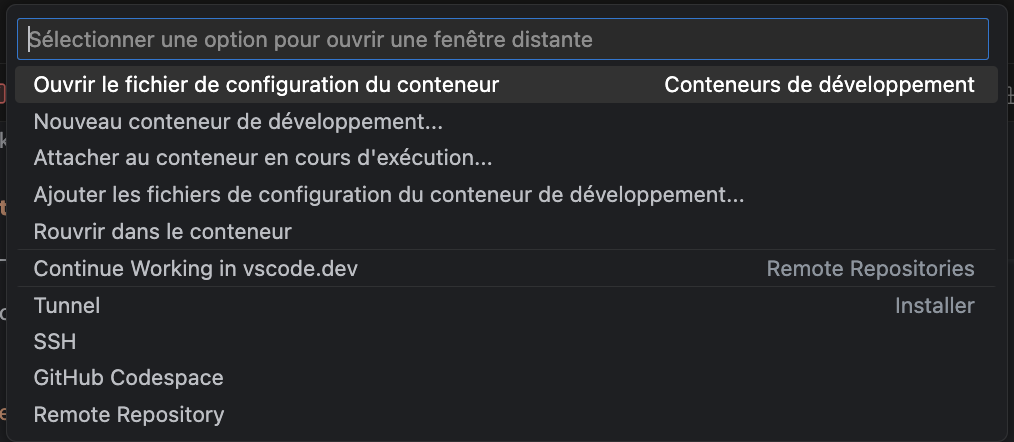 Sélectionner une option pour ouvrir une fenêtre distante
Ouvrir le fichier de configuration du conteneur Conteneurs de développement
Nouveau conteneur de développement...
Attacher au conteneur en cours d'exécution...
Ajouter les fichiers de configuration du conteneur de développement...
Rouvrir dans le conteneur
Continue Working in vscode.dev Remote Repositories
Tunnel Installer
SSH
GitHub Codespace
Remote Repository